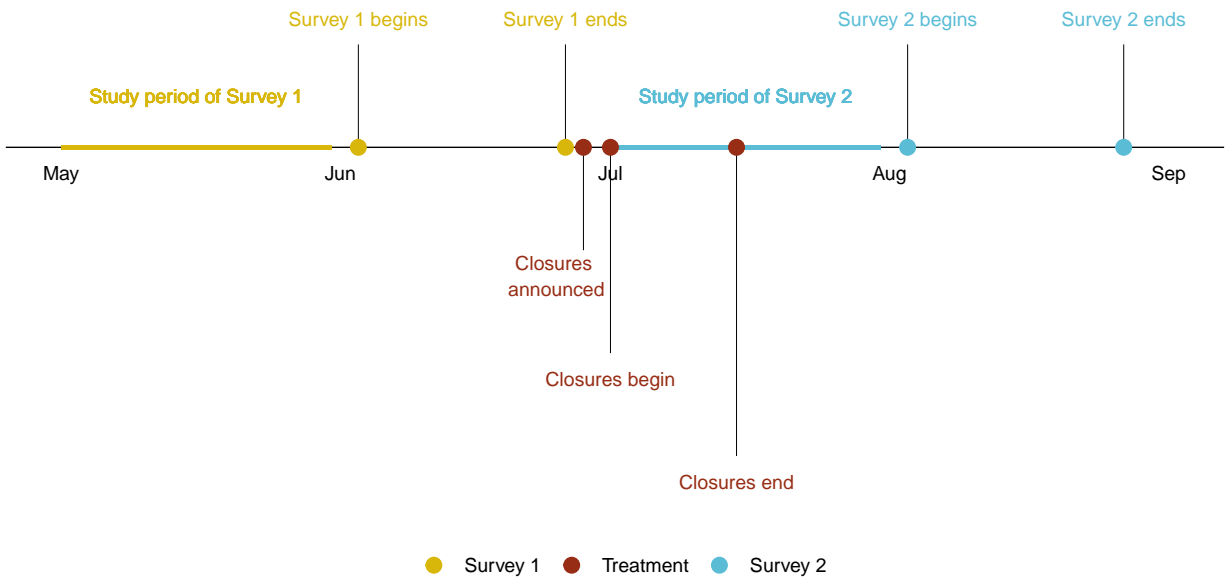 Survey 1 begins
Survey 1 ends
Survey 2 begins
Survey 2 ends
Study period of Survey 1
Study period of Survey 2
May
Jun
Jul
Aug
Sep
Closures
announced
Closures begin
Closures end
Survey 1
Treatment
Survey 2